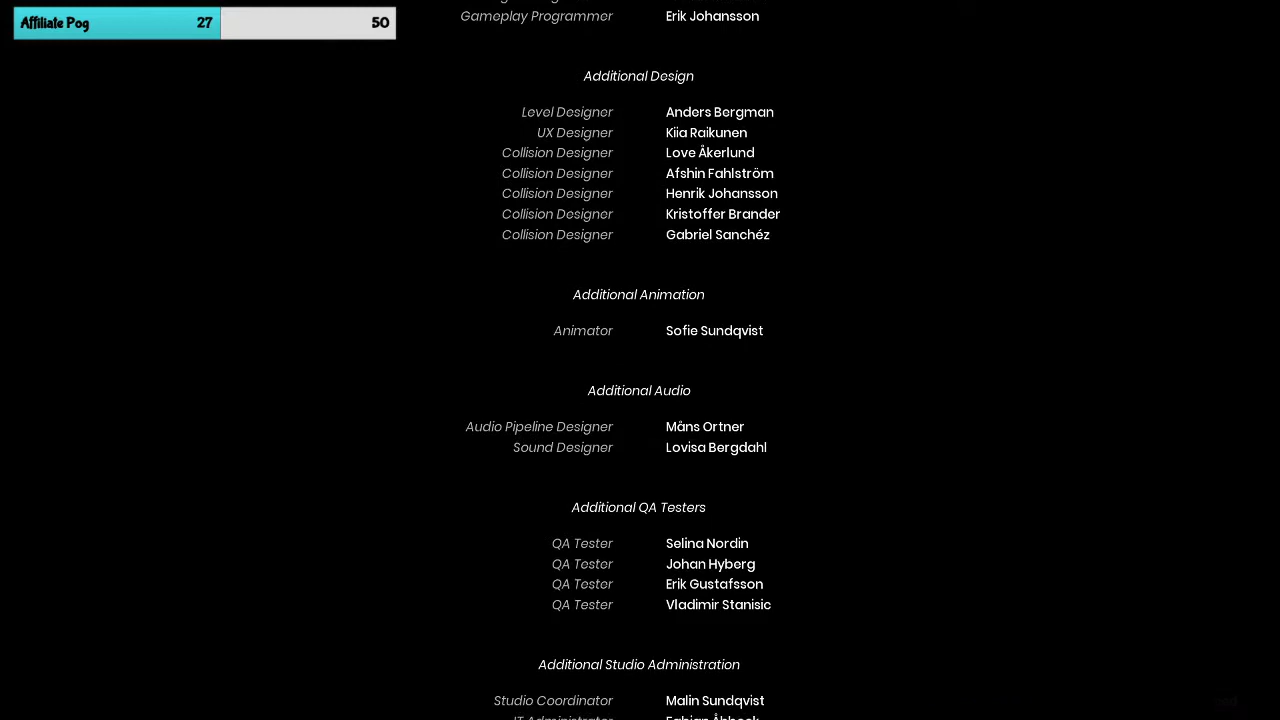 Affiliate Pog 27 50
Gameplay Programmer Erik Johansson
Additional Design
Level Designer Anders Bergman
UX Designer Kiia Raikunen
Collision Designer Love Åkerlund
Collision Designer Afshin Fahlström
Collision Designer Henrik Johansson
Collision Designer Kristoffer Brander
Collision Designer Gabriel Sanchéz
Additional Animation
Animator Sofie Sundqvist
Additional Audio
Audio Pipeline Designer Måns Ortner
Sound Designer Lovisa Bergdahl
Additional QA Testers
QA Tester Selina Nordin
QA Tester Johan Hyberg
QA Tester Erik Gustafsson
QA Tester Vladimir Stanisic
Additional Studio Administration
Studio Coordinator Malin Sundqvist
IT Administrator Fabian